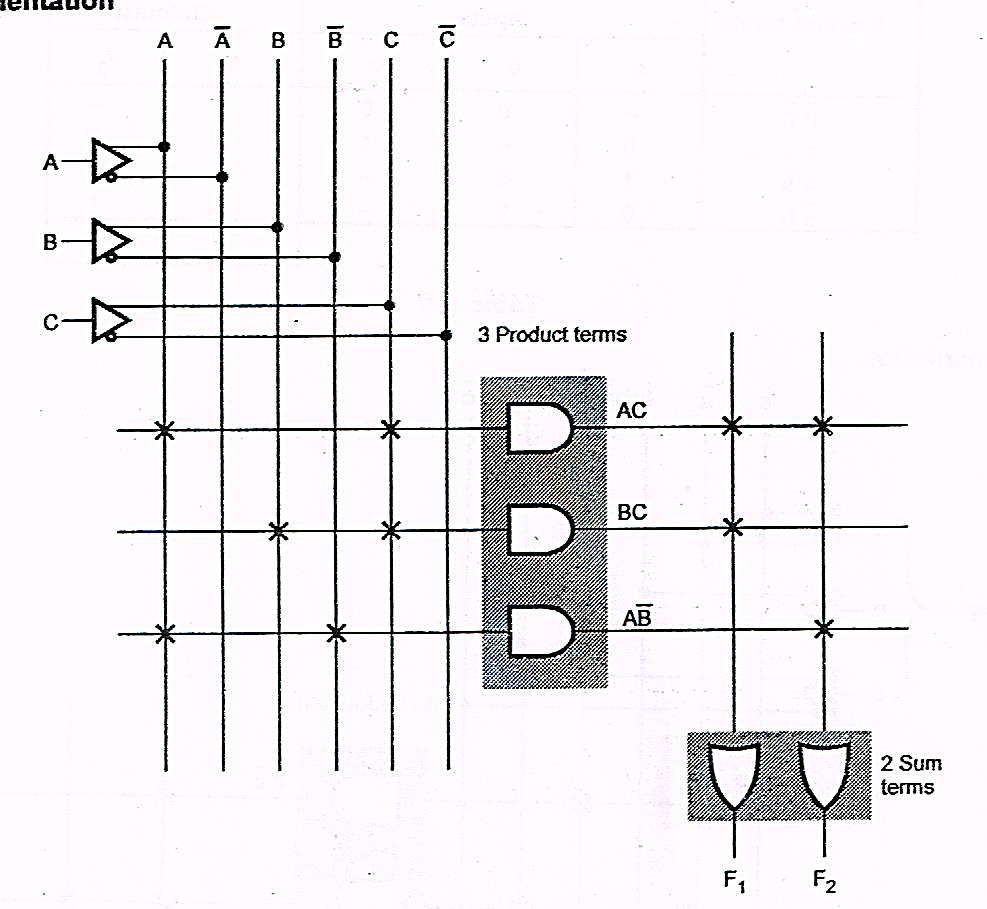 A A̅ B B̅ C C̅
A
B
C
3 Product terms
AC
BC
AB̅
2 Sum
terms
F₁ F₂